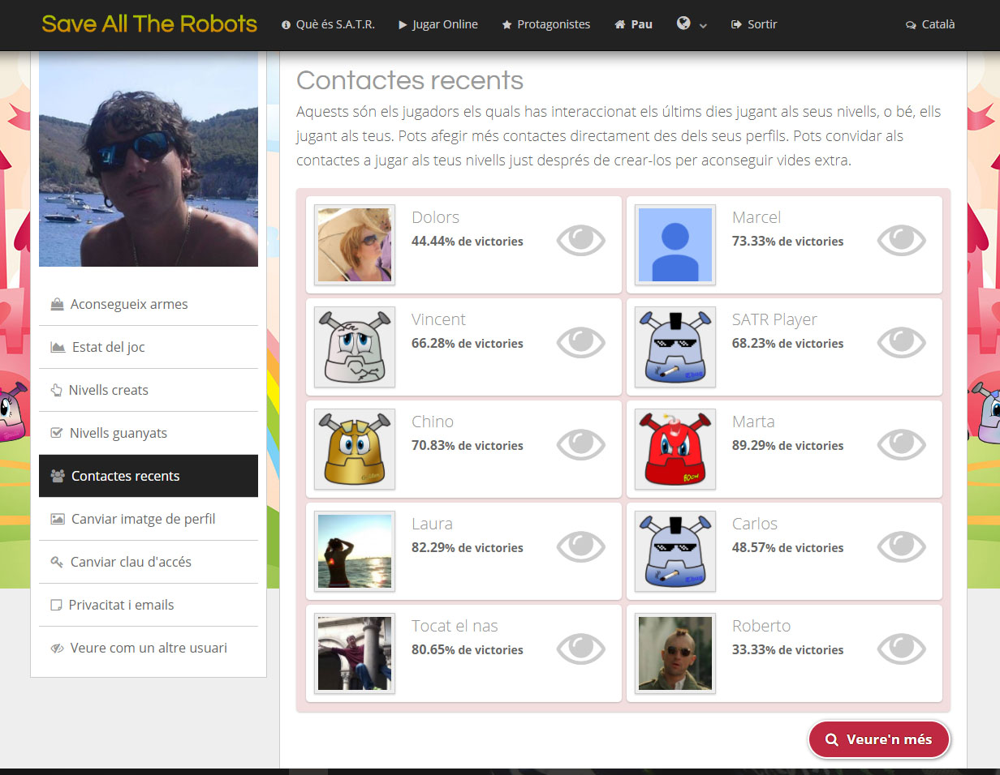 Save All The Robots
Què és S.A.T.R.
Jugar Online
Protagonistes
Pau
Sortir
Català
Aconsegueix armes
Estat del joc
Nivells creats
Nivells guanyats
Contactes recents
Canviar imatge de perfil
Canviar clau d'accés
Privacitat i emails
Veure com un altre usuari
Contactes recents
Aquests són els jugadors els quals has interaccionat els últims dies jugant als seus nivells, o bé, ells
jugant als teus. Pots afegir més contactes directament des dels seus perfils. Pots convidar als
contactes a jugar als teus nivells just després de crear-los per aconseguir vides extra.
Dolors
44.44% de victories
Marcel
73.33% de victories
Vincent
66.28% de victories
SATR Player
68.23% de victories
Thug
Chino
70.83% de victories
Golden
Marta
89.29% de victories
BOOM
Laura
82.29% de victories
Carlos
48.57% de victories
Thug
Tocat el nas
80.65% de victories
Roberto
33.33% de victories
Veure'n més